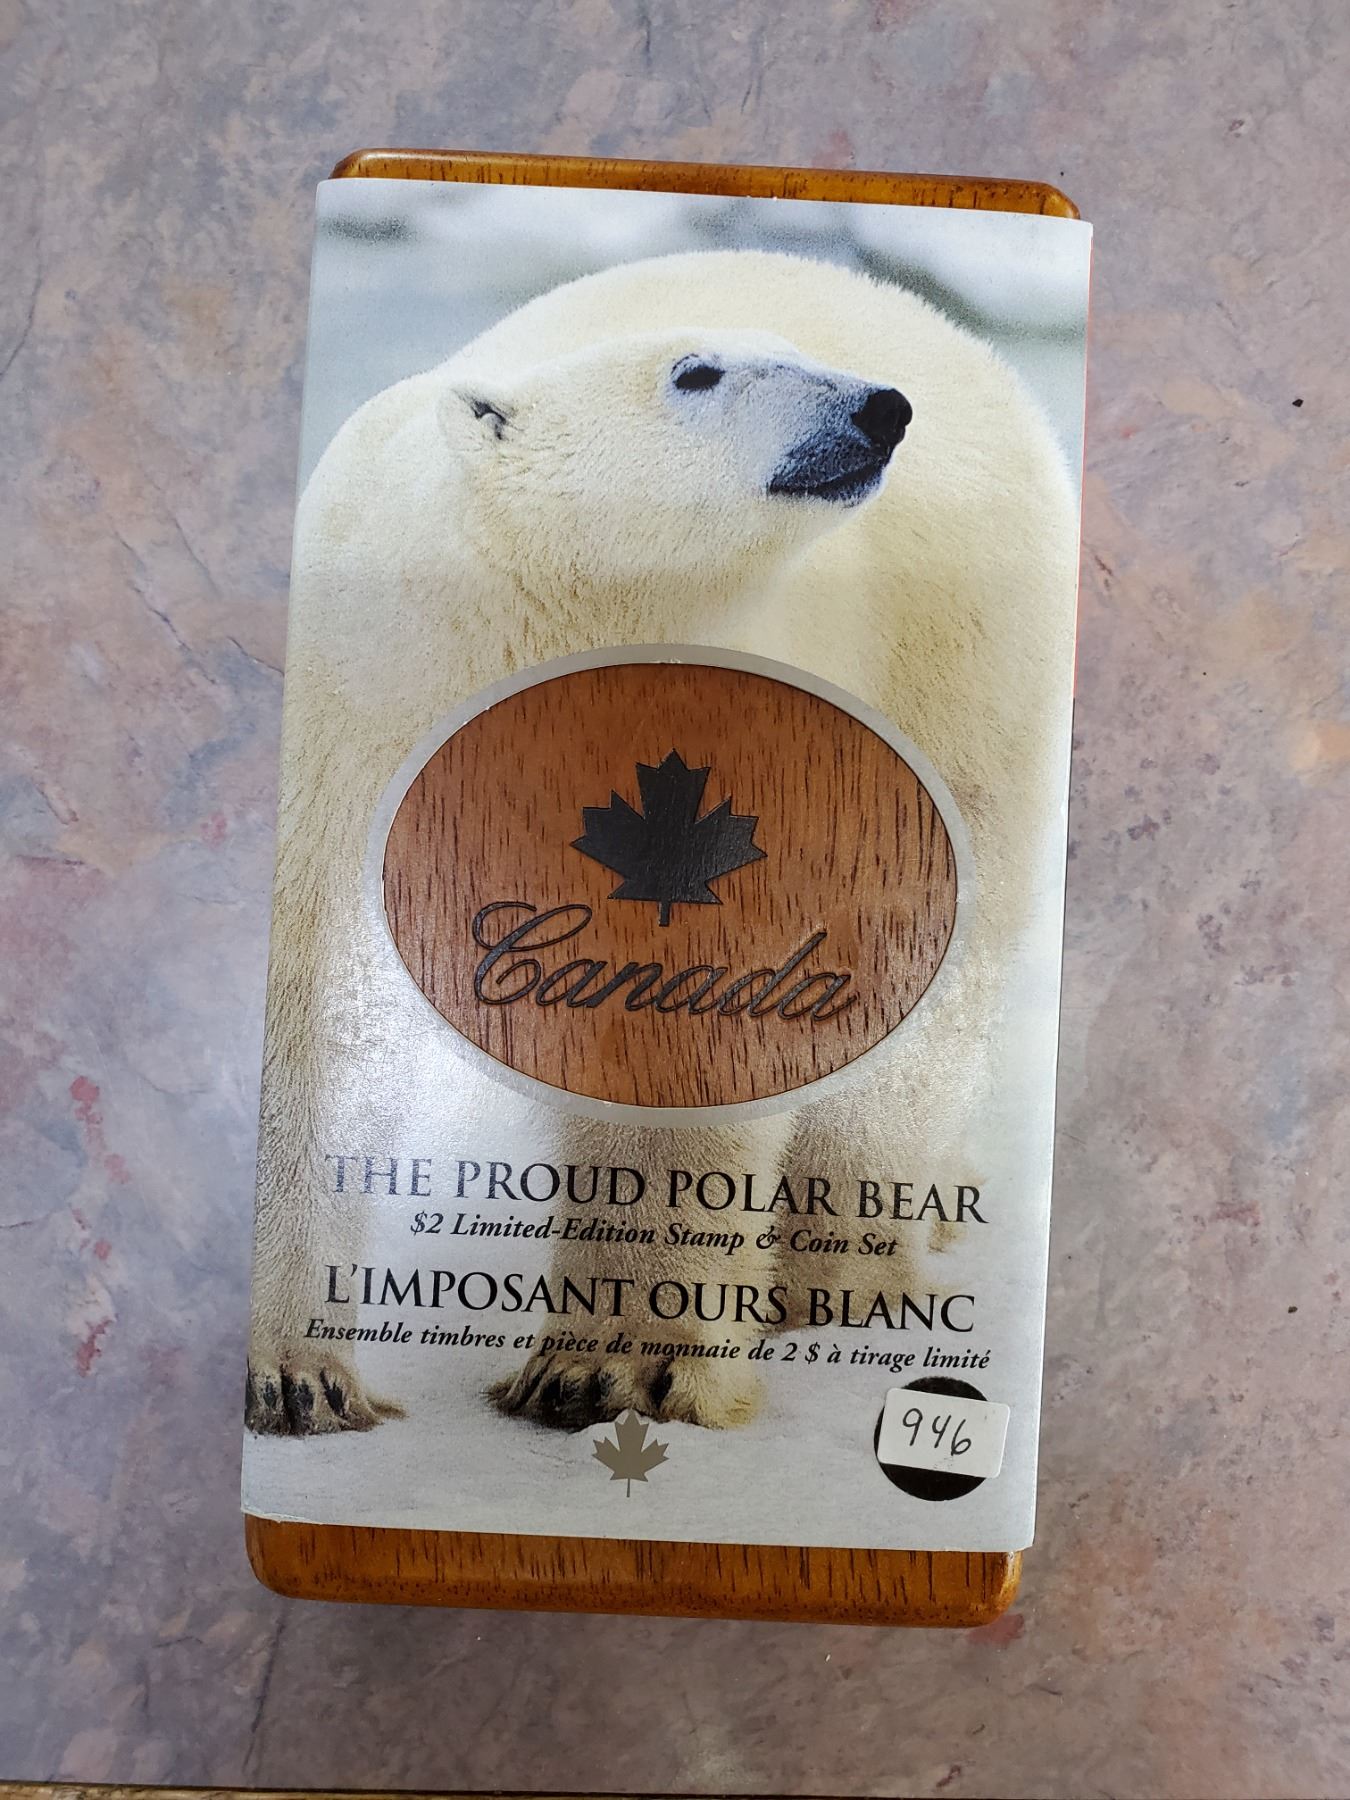 Canada
THE PROUD POLAR BEAR
$2 Limited-Edition Stamp & Coin Set
L'IMPOSANT OURS BLANC
Ensemble timbres et pièce de monnaie de 2 $ à tirage limité
946